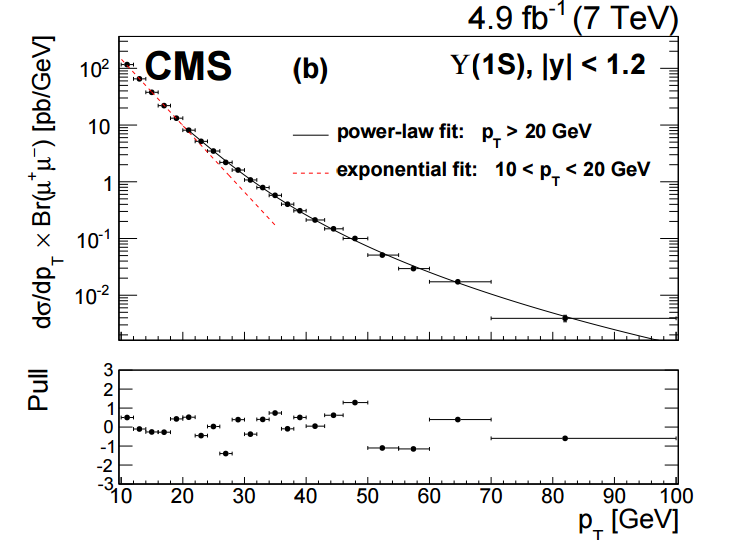 4.9 fb⁻¹ (7 TeV)
CMS (b) ϒ(1S), |y| < 1.2
power-law fit: p_T > 20 GeV
exponential fit: 10 < p_T < 20 GeV
dσ/dp_T × Br(μ⁺μ⁻) [pb/GeV]
10²
10
1
10⁻¹
10⁻²
Pull
3
2
1
0
-1
-2
-3
10 20 30 40 50 60 70 80 90 100
p_T [GeV]